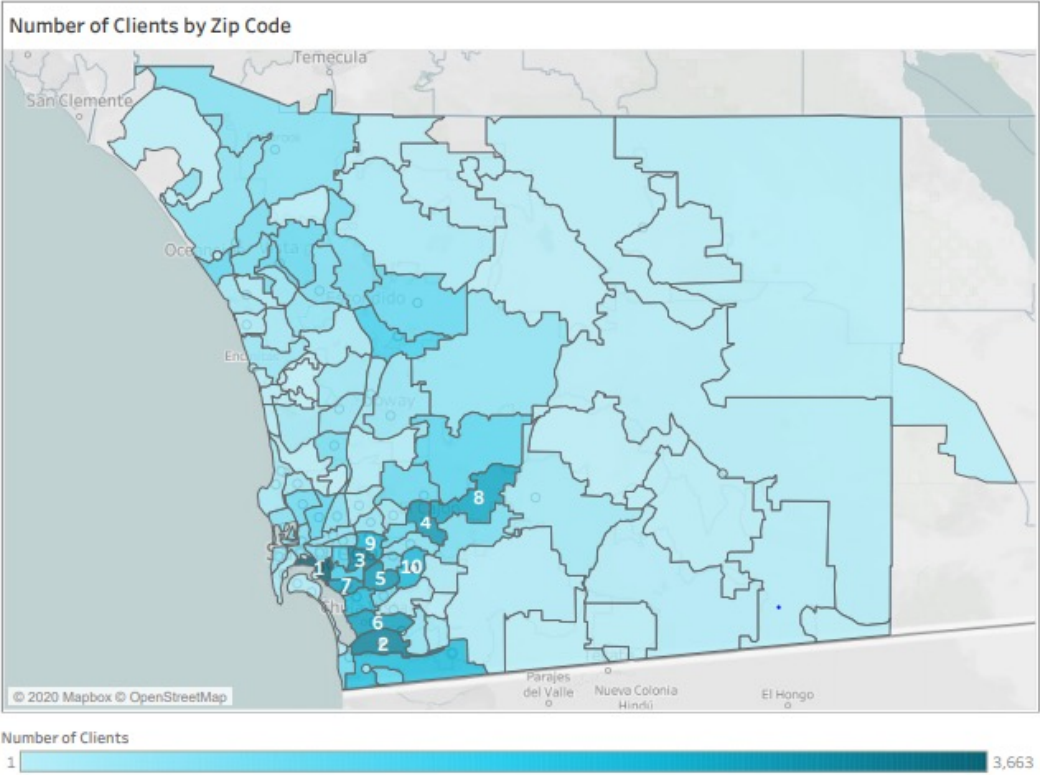 Number of Clients by Zip Code
Temecula
San Clemente
Escondido
8
4
9
3
10
1
5
7
6
2
© 2020 Mapbox © OpenStreetMap
Parajes
del Valle
Nueva Colonia
Hindú
El Hongo
Number of Clients
1
3,663